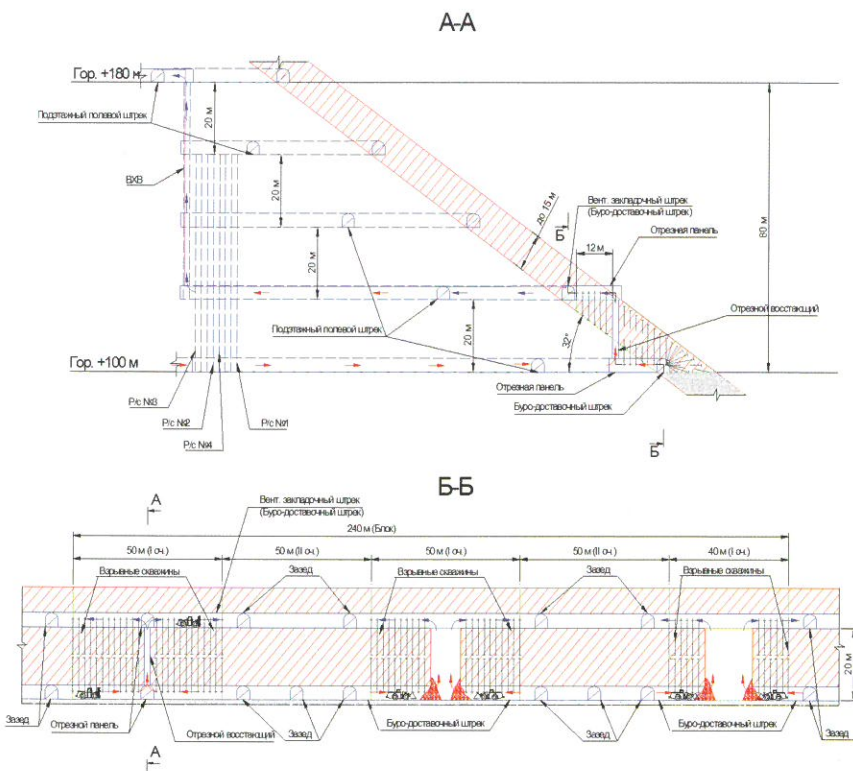 А-А
Гор. +180 м
Подэтажный полевой штрек
20 м
ВХВ
20 м
20 м
20 м
до 15 м
Б
12 м
Вент. закладочный штрек
(Буро-доставочный штрек)
Отрезная панель
80 м
Отрезной восстающий
Подэтажный полевой штрек
32°
Гор. +100 м
Отрезная панель
Буро-доставочный штрек
Р/с №3
Р/с №2
Р/с №1
Р/с №4
Б
Б-Б
А
Вент. закладочный штрек
(Буро-доставочный штрек)
240 м (Блок)
50 м (I оч.)
50 м (II оч.)
50 м (I оч.)
50 м (II оч.)
40 м (I оч.)
Взрывные скважины
Заезд
Взрывные скважины
Заезд
Взрывные скважины
20 м
Заезд
Отрезной панель
Отрезной восстающий
Заезд
Буро-доставочный штрек
Заезд
Буро-доставочный штрек
Заезд
А